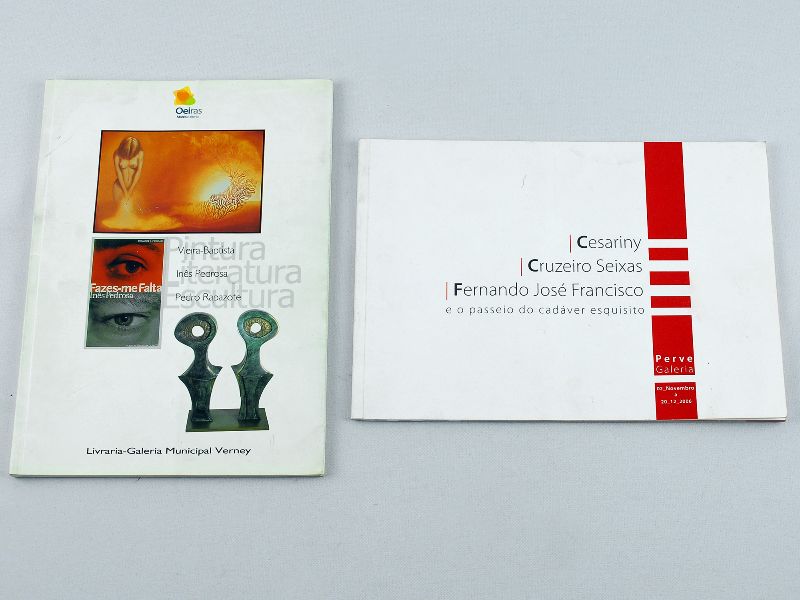 Oeiras
Pintura
Literatura
Escultura
Vieira-Baptista
Inês Pedrosa
Pedro Rabazote
Fazes-me Falta
Inês Pedrosa
Livraria-Galeria Municipal Verney
Cesariny
Cruzeiro Seixas
Fernando José Francisco
e o passeio do cadáver esquisito
Perve
Galeria
à
20_12_2006